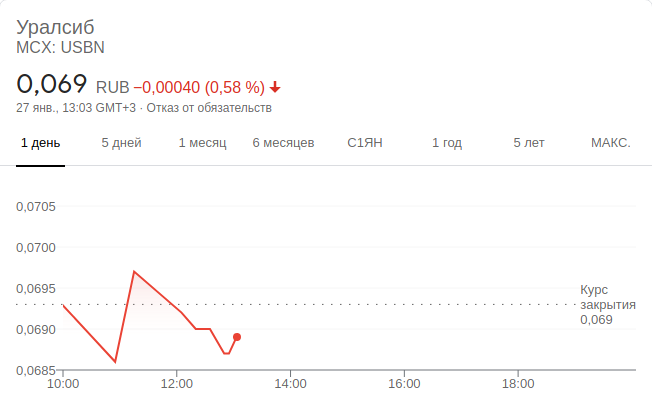 Уралсиб
MCX: USBN
0,069 RUB −0,00040 (0,58 %)
27 янв., 13:03 GMT+3 · Отказ от обязательств
1 день 5 дней 1 месяц 6 месяцев С1ЯН 1 год 5 лет МАКС.
0,0705
0,0700
0,0695
0,0690
0,0685
Курс
закрытия
0,069
10:00 12:00 14:00 16:00 18:00